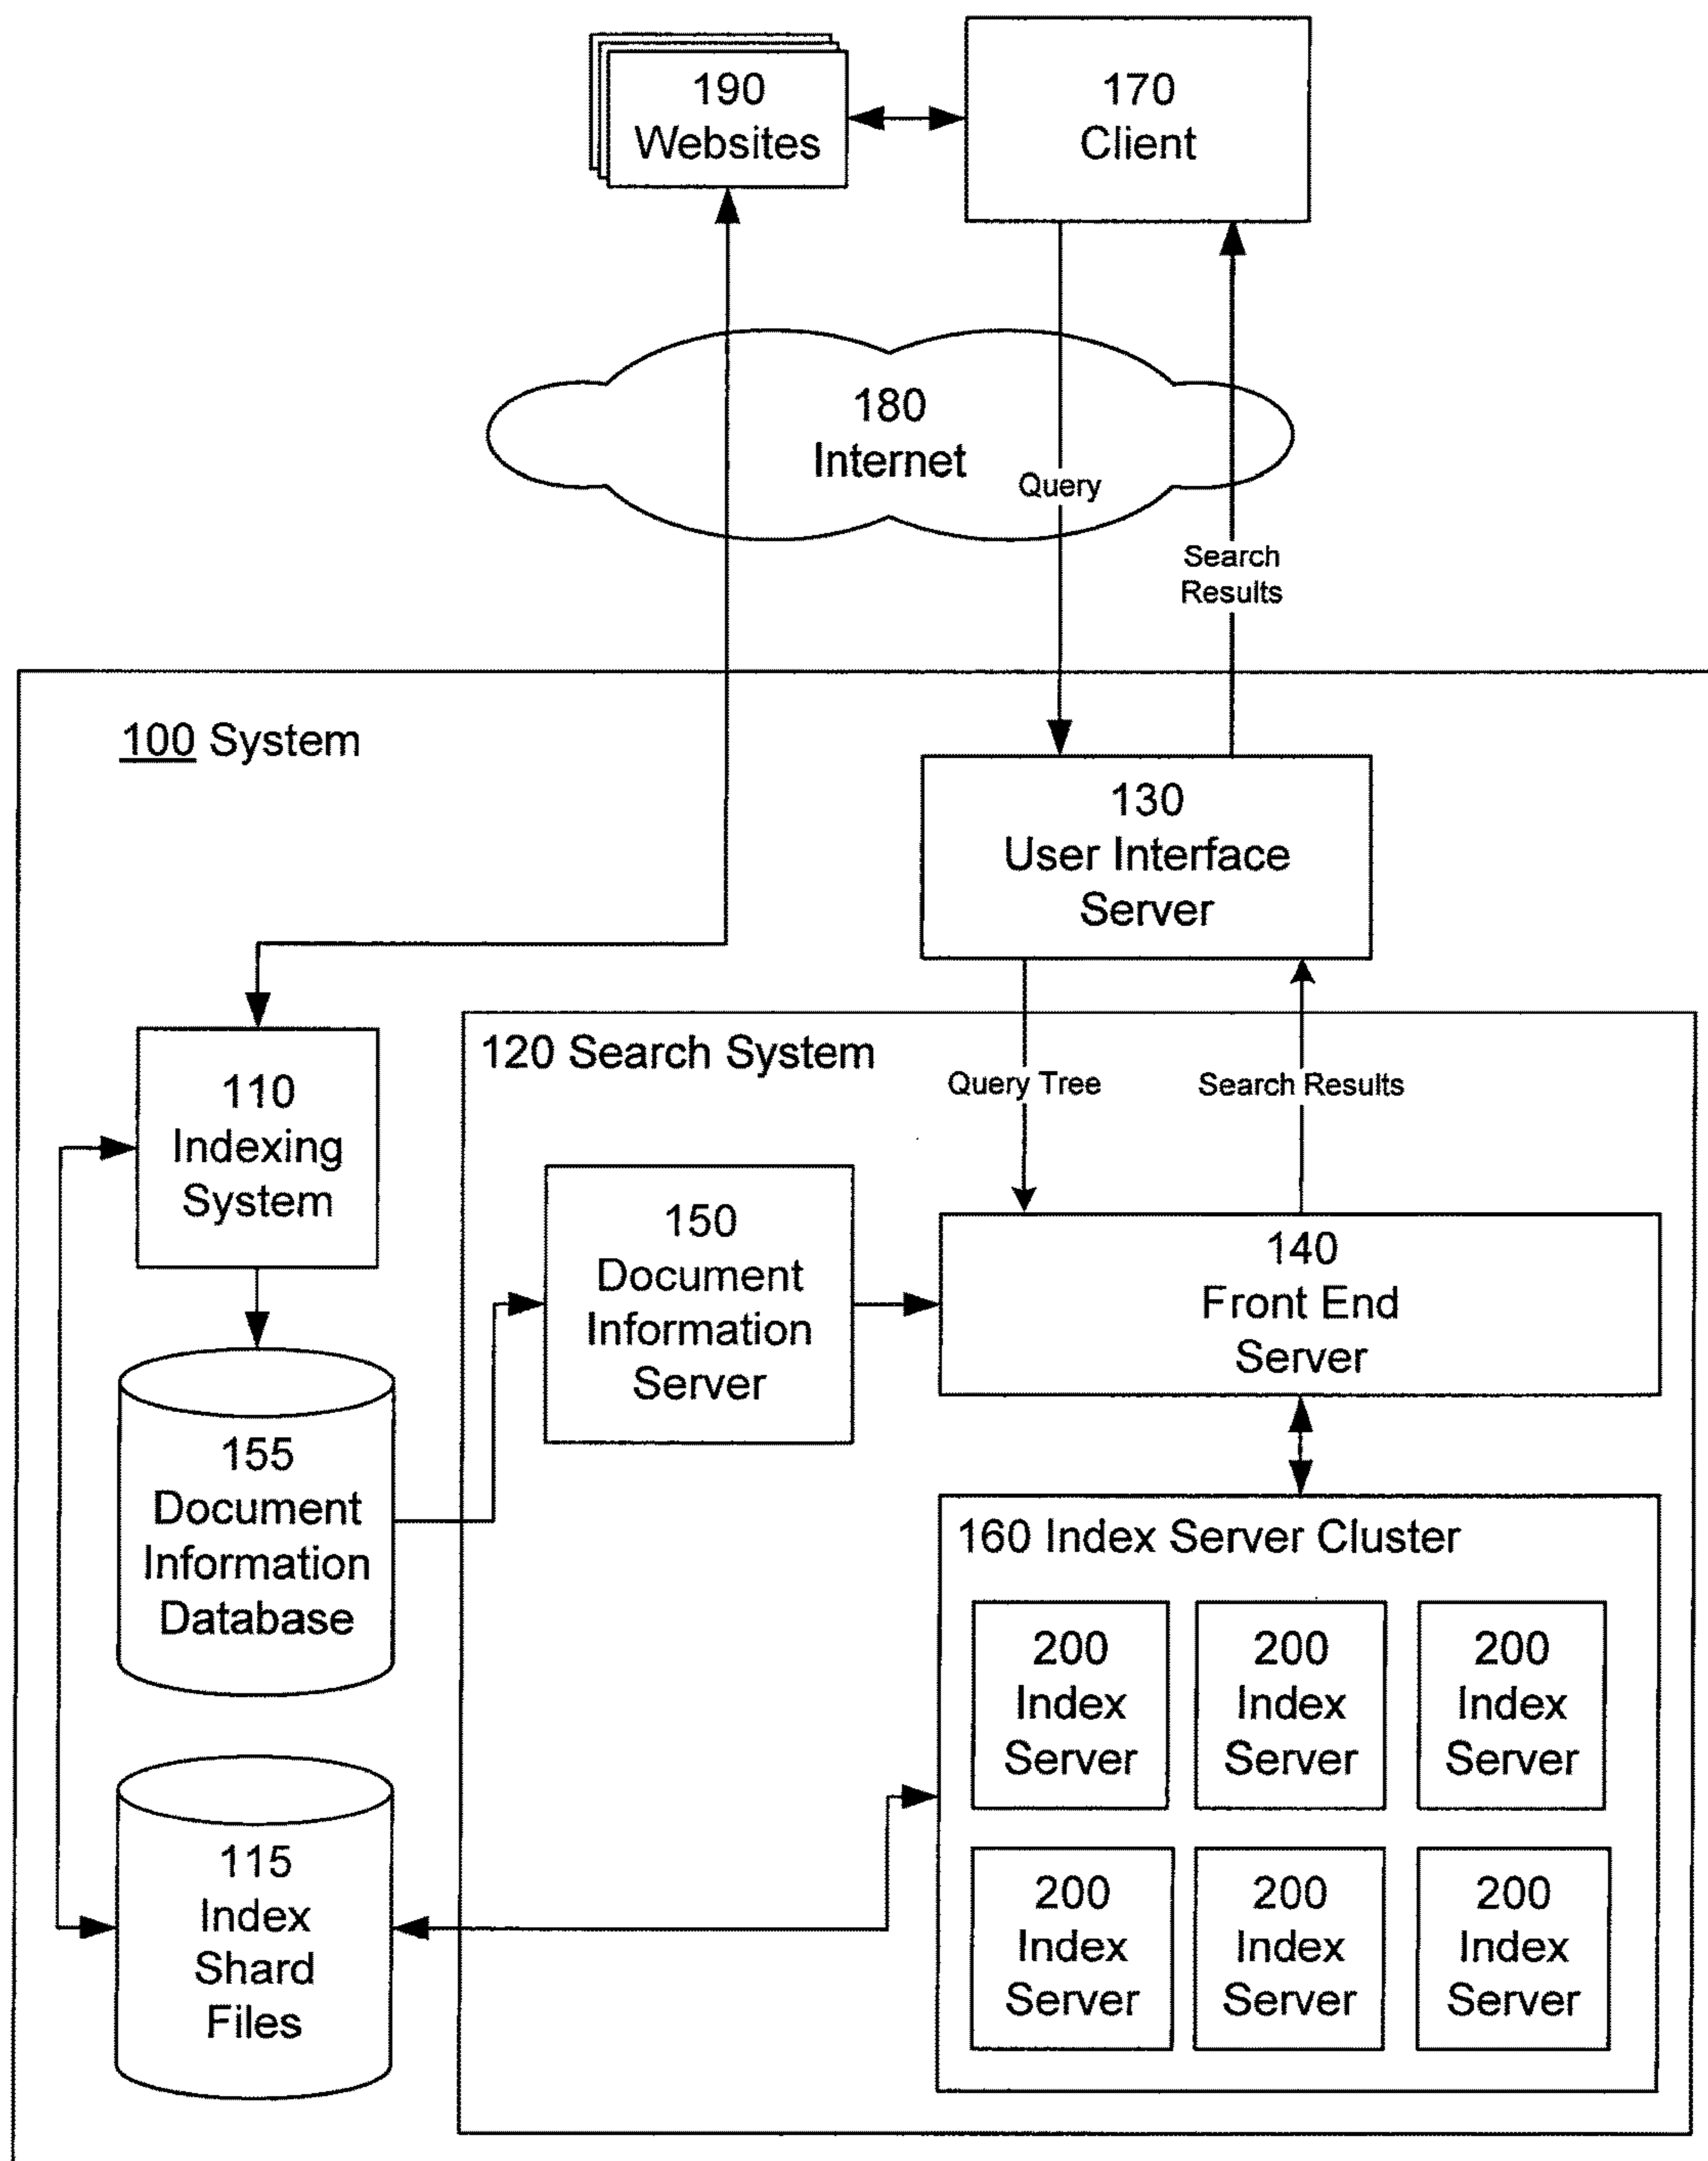 190
Websites
170
Client
180
Internet
Query
Search
Results
100 System
130
User Interface
Server
120 Search System
Query Tree
Search Results
110
Indexing
System
150
Document
Information
Server
140
Front End
Server
155
Document
Information
Database
160 Index Server Cluster
200
Index
Server
200
Index
Server
200
Index
Server
115
Index
Shard
Files
200
Index
Server
200
Index
Server
200
Index
Server